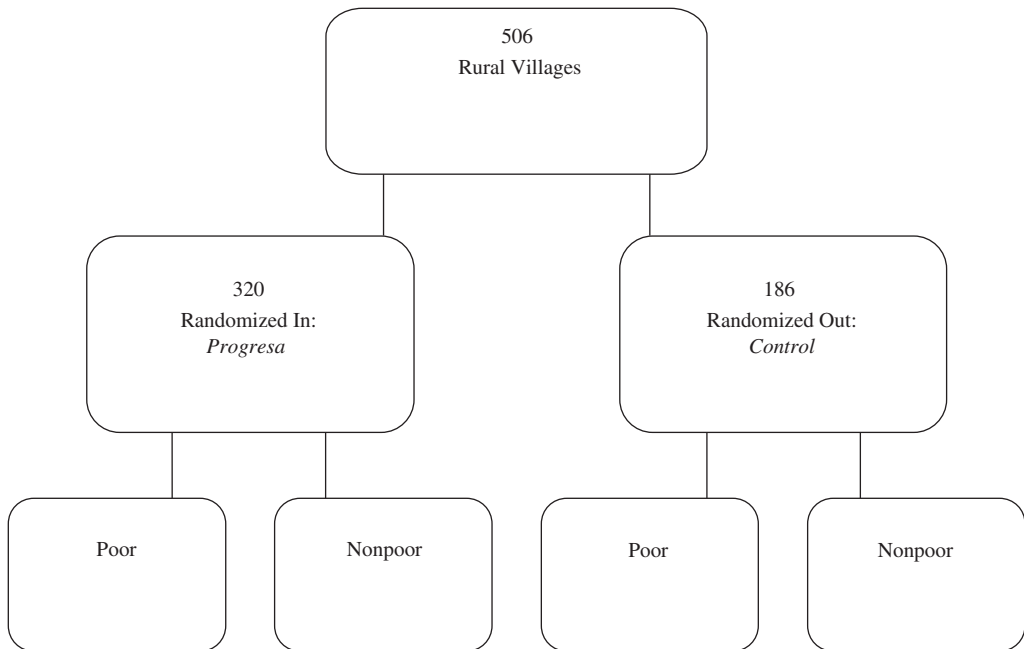 506
Rural Villages
320
Randomized In:
Progresa
186
Randomized Out:
Control
Poor
Nonpoor
Poor
Nonpoor